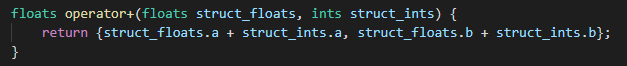 floats operator+(floats struct_floats, ints struct_ints) {
    return {struct_floats.a + struct_ints.a, struct_floats.b + struct_ints.b};
}